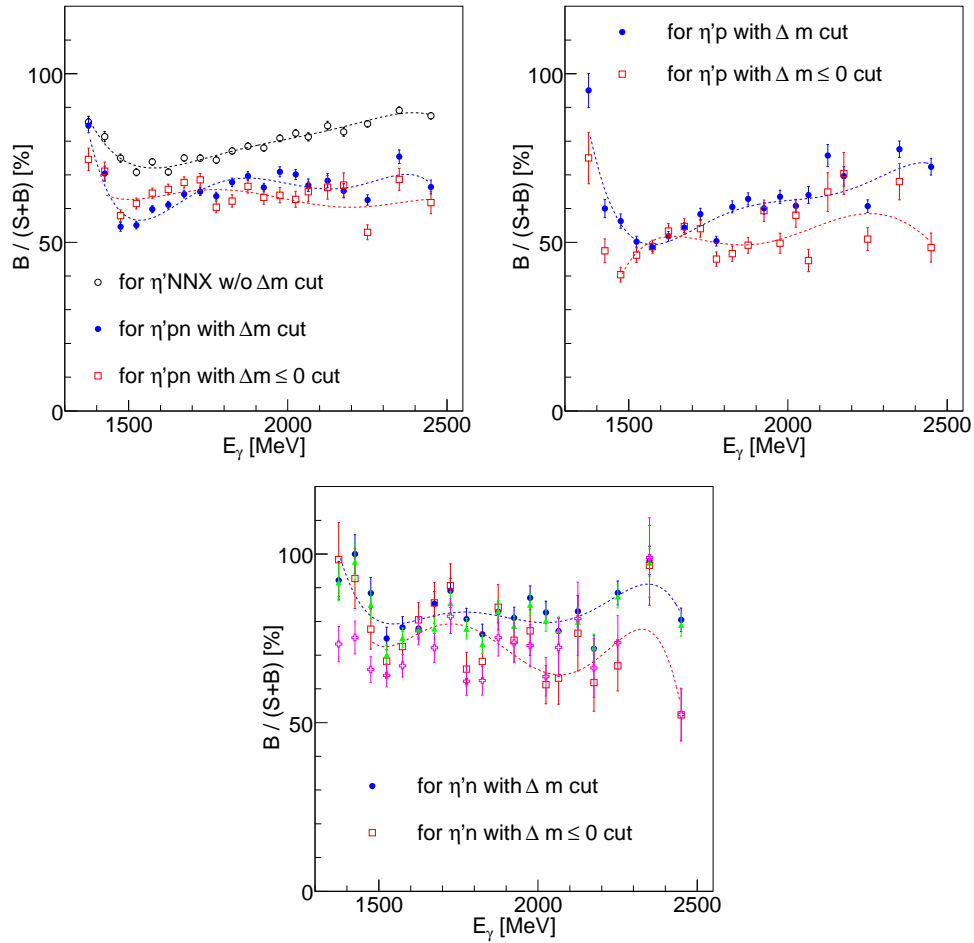 B / (S+B) [%]
100
50
0
for η'NNX w/o Δm cut
for η'pn with Δm cut
for η'pn with Δm ≤ 0 cut
1500
2000
2500
E_γ [MeV]
B / (S+B) [%]
100
50
0
for η'p with Δ m cut
for η'p with Δ m ≤ 0 cut
1500
2000
2500
E_γ [MeV]
B / (S+B) [%]
100
50
0
for η'n with Δ m cut
for η'n with Δ m ≤ 0 cut
1500
2000
2500
E_γ [MeV]